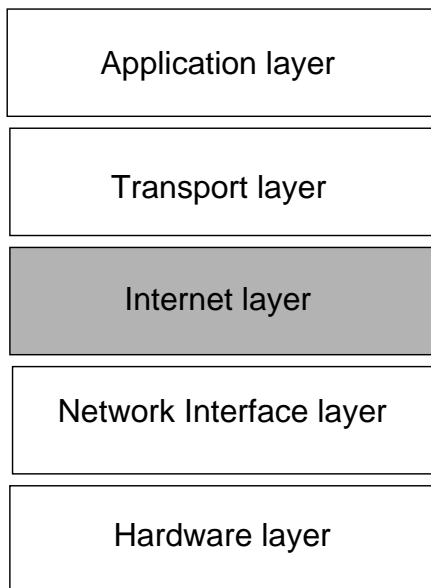 Application layer
Transport layer
Internet layer
Network Interface layer
Hardware layer